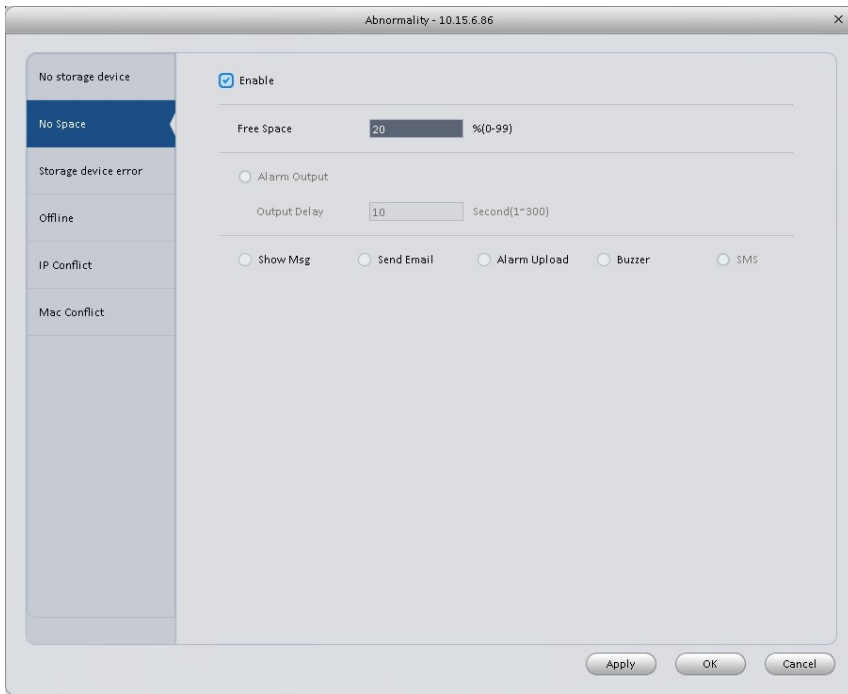 Abnormality - 10.15.6.86
No storage device
No Space
Storage device error
Offline
IP Conflict
Mac Conflict
Enable
Free Space 20 %(0-99)
Alarm Output
Output Delay 10 Second(1~300)
Show Msg Send Email Alarm Upload Buzzer SMS
Apply OK Cancel